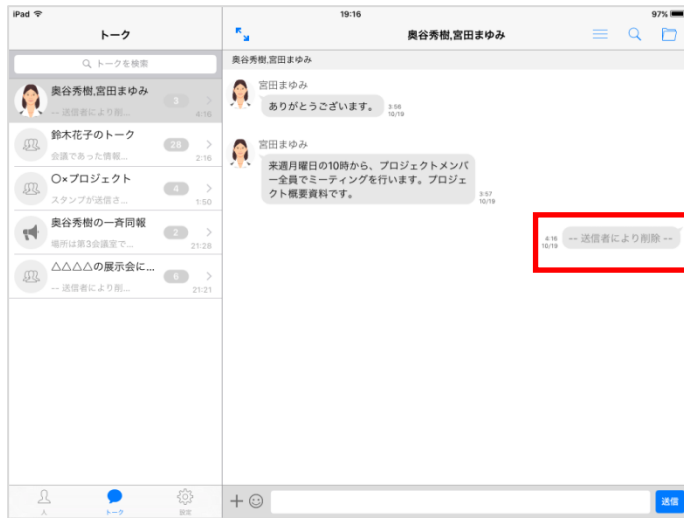 iPad
19:16
97%
トーク
奥谷秀樹,宮田まゆみ
トークを検索
奥谷秀樹,宮田まゆみ
-- 送信者により削...
3
4:16
鈴木花子のトーク
会議であった情報...
28
2:16
〇×プロジェクト
スタンプが送信さ...
4
1:50
奥谷秀樹の一斉同報
場所は第3会議室で...
2
21:28
△△△△の展示会に...
-- 送信者により削...
6
21:21
人
トーク
設定
奥谷秀樹,宮田まゆみ
宮田まゆみ
ありがとうございます。
3:56
10/19
宮田まゆみ
来週月曜日の10時から、プロジェクトメンバ
ー全員でミーティングを行います。プロジェ
クト概要資料です。
3:57
10/19
4:16
10/19
-- 送信者により削除 --
送信